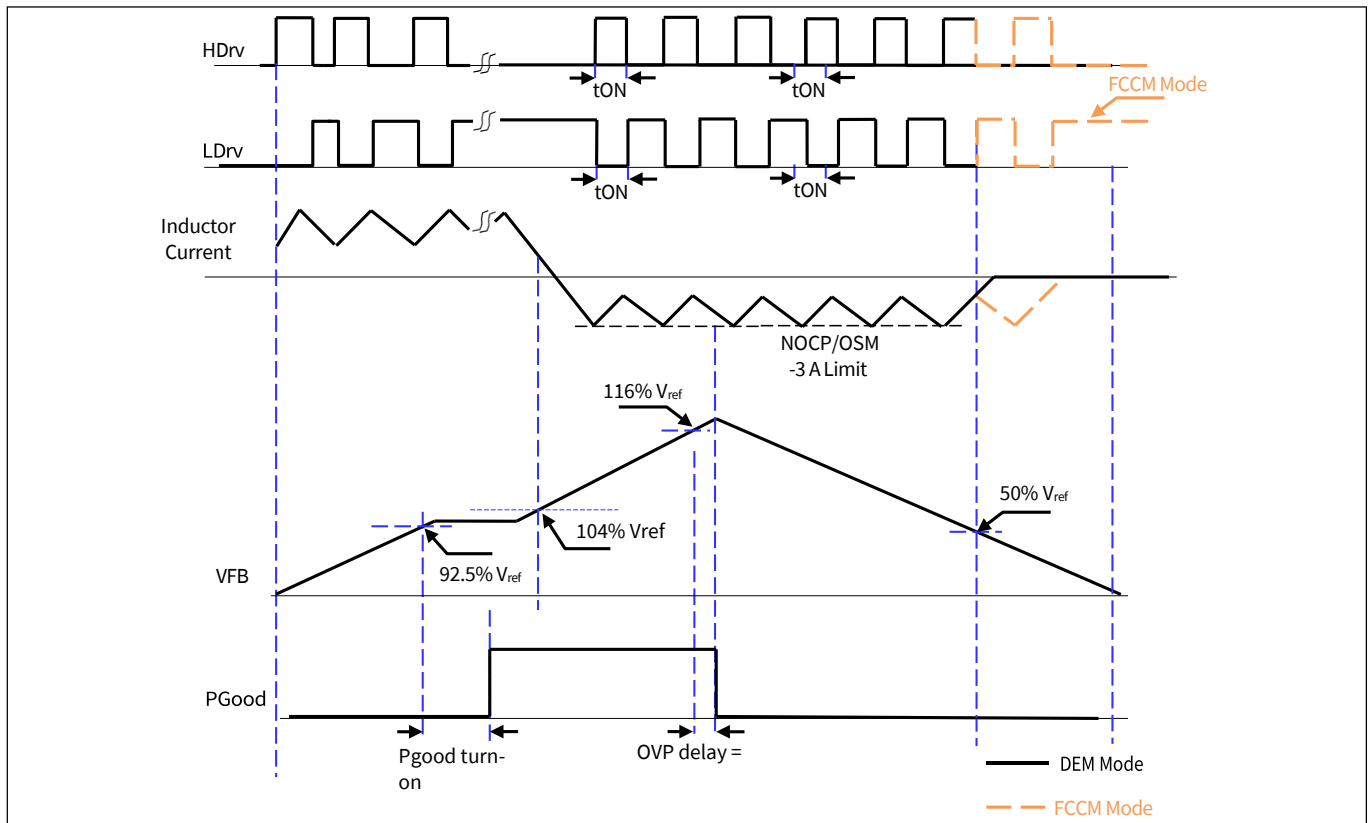 HDrv
tON
tON
FCCM Mode
LDrv
tON
tON
Inductor
Current
NOCP/OSM
-3 A Limit
116% Vref
50% Vref
104% Vref
92.5% Vref
VFB
PGood
Pgood turn-
on
OVP delay =
DEM Mode
FCCM Mode